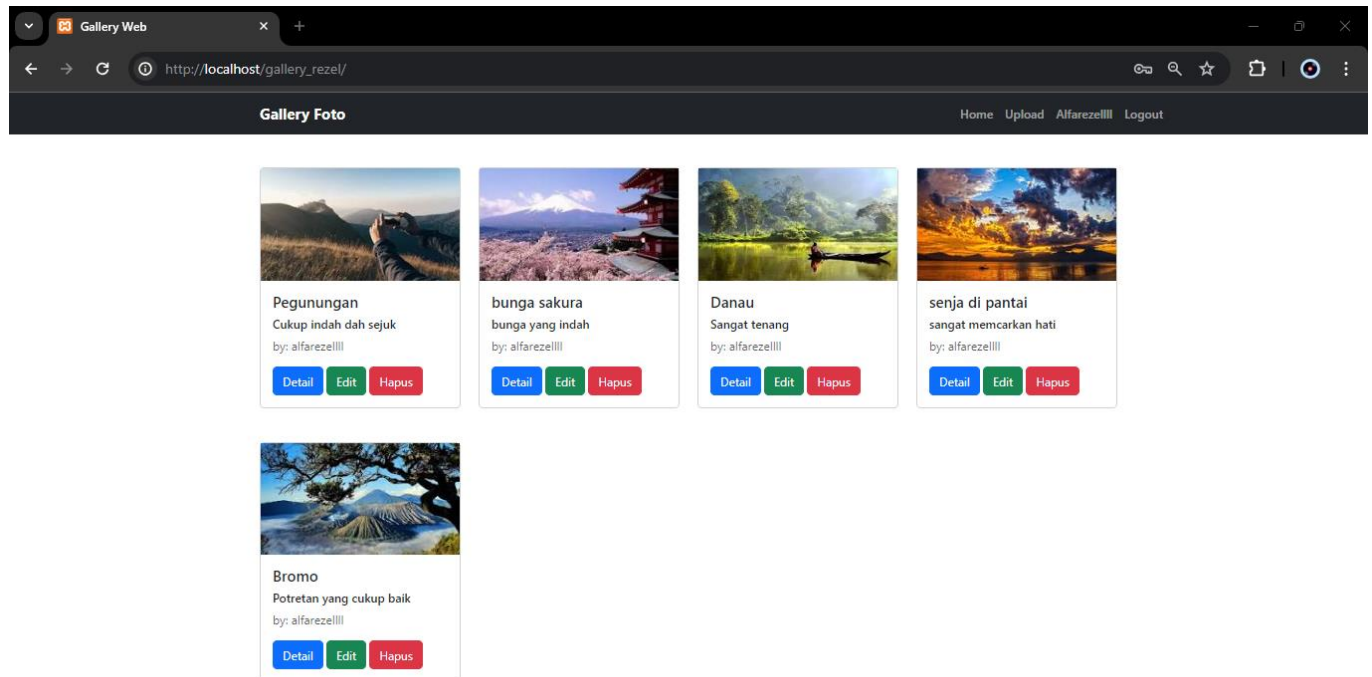 Gallery Web
http://localhost/gallery_rezel/
Gallery Foto
Home Upload Alfarezellll Logout
Pegunungan
Cukup indah dah sejuk
by: alfarezellll
Detail Edit Hapus
bunga sakura
bunga yang indah
by: alfarezellll
Detail Edit Hapus
Danau
Sangat tenang
by: alfarezellll
Detail Edit Hapus
senja di pantai
sangat memcarkan hati
by: alfarezellll
Detail Edit Hapus
Bromo
Potretan yang cukup baik
by: alfarezellll
Detail Edit Hapus